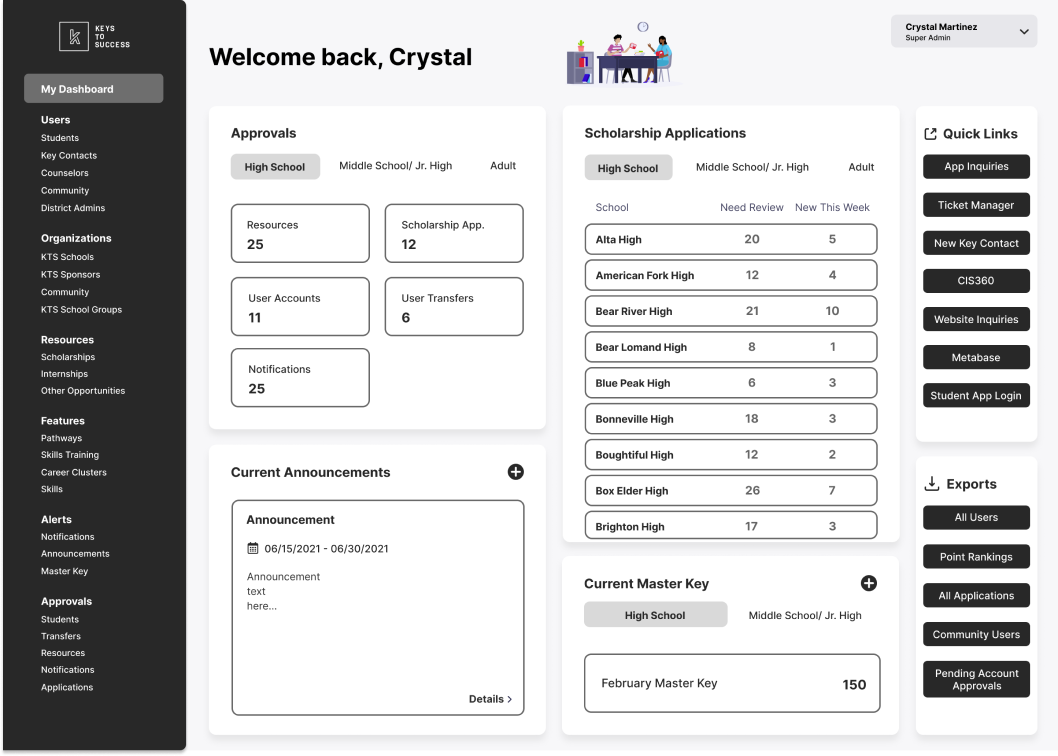 KEYS
TO
SUCCESS
My Dashboard
Users
Students
Key Contacts
Counselors
Community
District Admins
Organizations
KTS Schools
KTS Sponsors
Community
KTS School Groups
Resources
Scholarships
Internships
Other Opportunities
Features
Pathways
Skills Training
Career Clusters
Skills
Alerts
Notifications
Announcements
Master Key
Approvals
Students
Transfers
Resources
Notifications
Applications
Welcome back, Crystal
Crystal Martinez
Super Admin
Approvals
High School Middle School/ Jr. High Adult
Resources
25
Scholarship App.
12
User Accounts
11
User Transfers
6
Notifications
25
Current Announcements
Announcement
06/15/2021 - 06/30/2021
Announcement
text
here...
Details >
Scholarship Applications
High School Middle School/ Jr. High Adult
School Need Review New This Week
Alta High 20 5
American Fork High 12 4
Bear River High 21 10
Bear Lomand High 8 1
Blue Peak High 6 3
Bonneville High 18 3
Boughtiful High 12 2
Box Elder High 26 7
Brighton High 17 3
Current Master Key
High School Middle School/ Jr. High
February Master Key 150
Quick Links
App Inquiries
Ticket Manager
New Key Contact
CIS360
Website Inquiries
Metabase
Student App Login
Exports
All Users
Point Rankings
All Applications
Community Users
Pending Account
Approvals